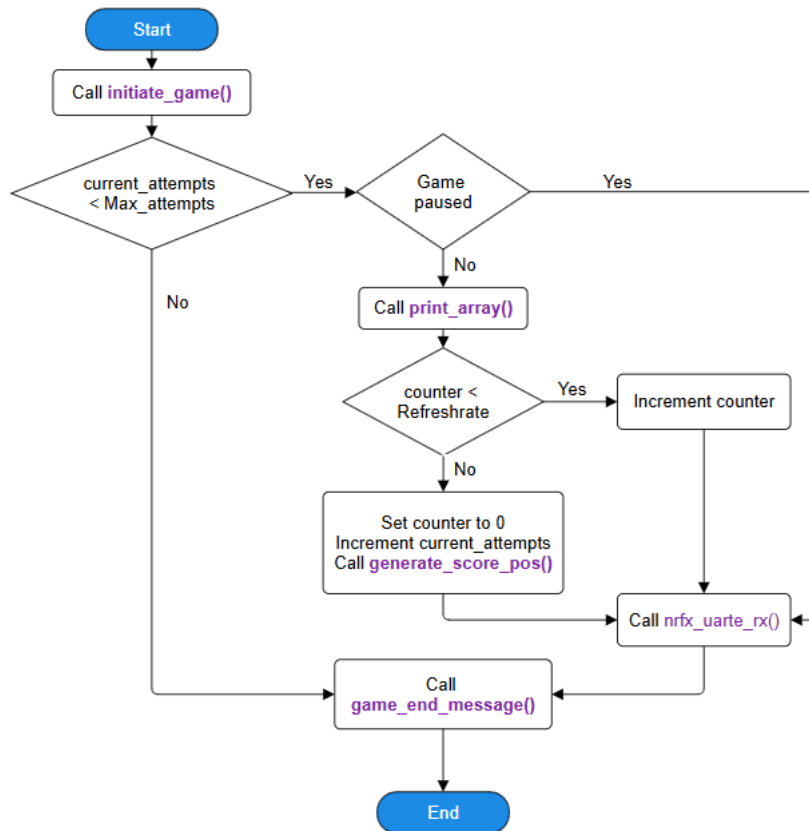 Start
Call initiate_game()
current_attempts
< Max_attempts
Yes
Game
paused
Yes
No
No
Call print_array()
counter <
Refreshrate
Yes
Increment counter
No
Set counter to 0
Increment current_attempts
Call generate_score_pos()
Call nrfx_uarte_rx()
Call
game_end_message()
End